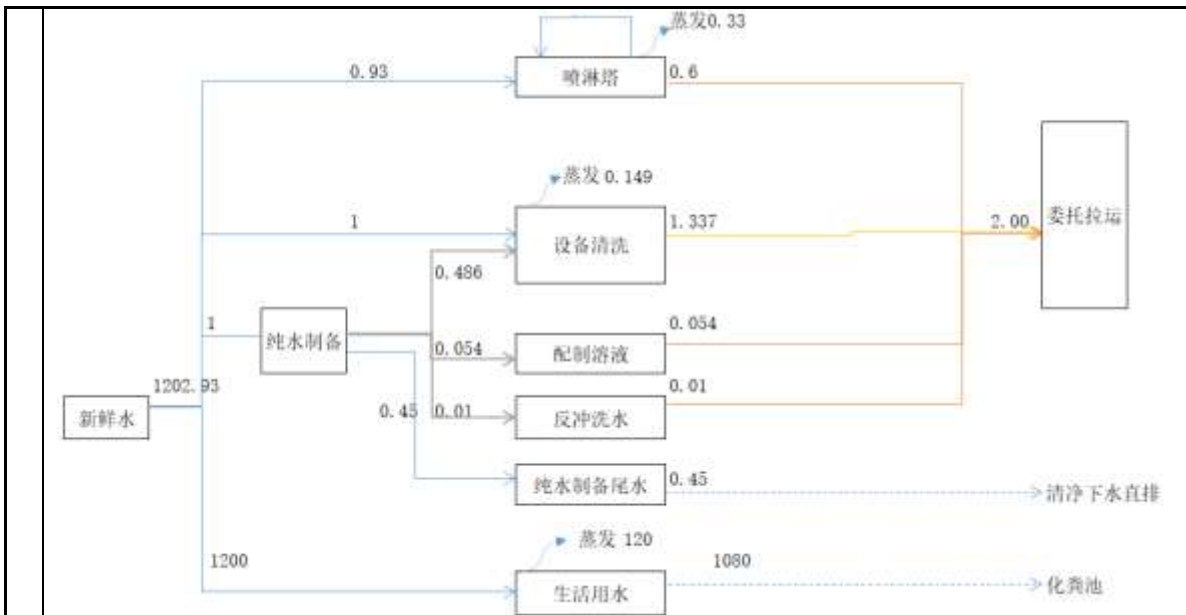 蒸发0.33
0.93
喷淋塔
0.6
蒸发 0.149
1
设备清洗
1.337
2.00
委托拉运
0.486
1
纯水制备
0.054
配制溶液
0.054
1202.93
新鲜水
0.45
0.01
反冲洗水
0.01
纯水制备尾水
0.45
清净下水直排
蒸发 120
1200
生活用水
1080
化粪池